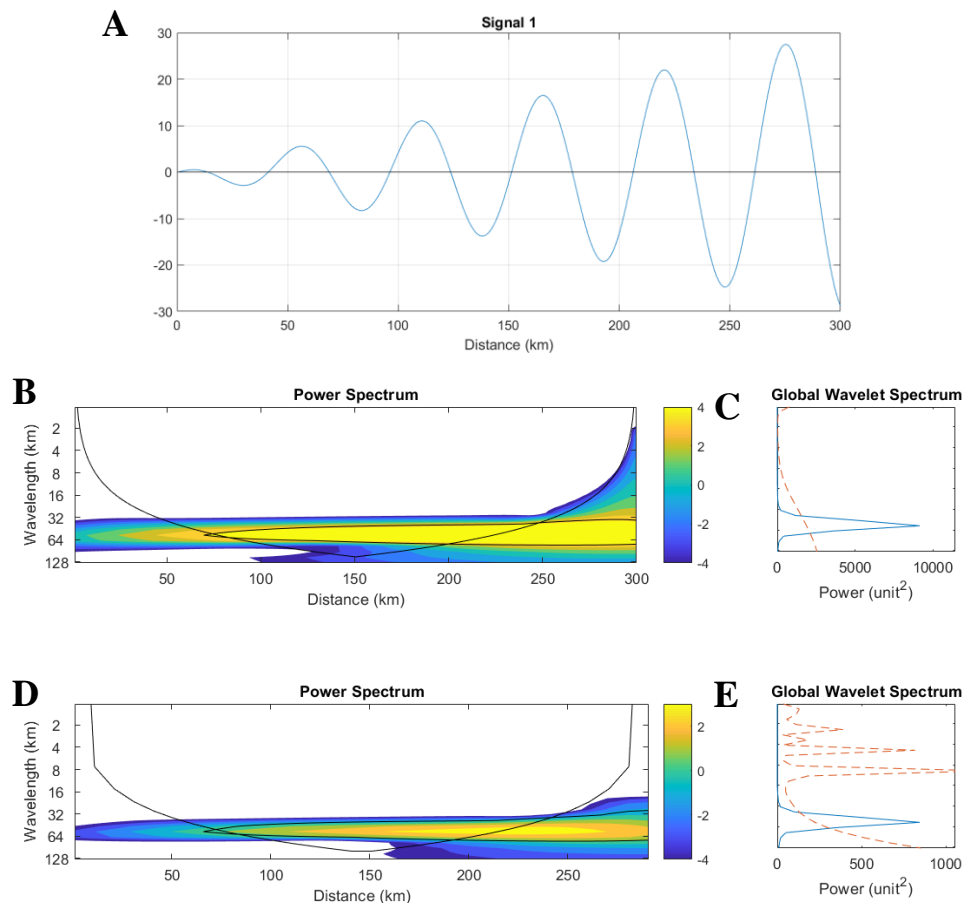 A
Signal 1
30
20
10
0
-10
-20
-30
0 50 100 150 200 250 300
Distance (km)
B
Power Spectrum
Wavelength (km)
2
4
8
16
32
64
128
50 100 150 200 250 300
Distance (km)
4
2
0
-2
-4
C
Global Wavelet Spectrum
0 5000 10000
Power (unit²)
D
Power Spectrum
Wavelength (km)
2
4
8
16
32
64
128
50 100 150 200 250
Distance (km)
2
0
-2
-4
E
Global Wavelet Spectrum
0 500 1000
Power (unit²)